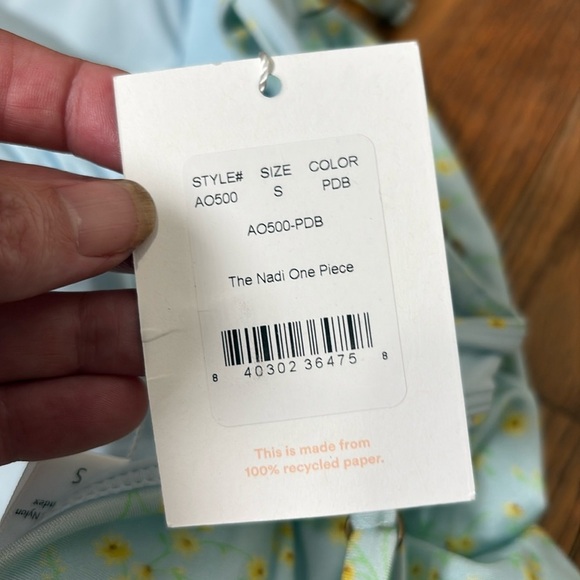 STYLE# SIZE COLOR
AO500 S PDB
AO500-PDB
The Nadi One Piece
8 40302 36475 8
This is made from
100% recycled paper.
S
Nylon